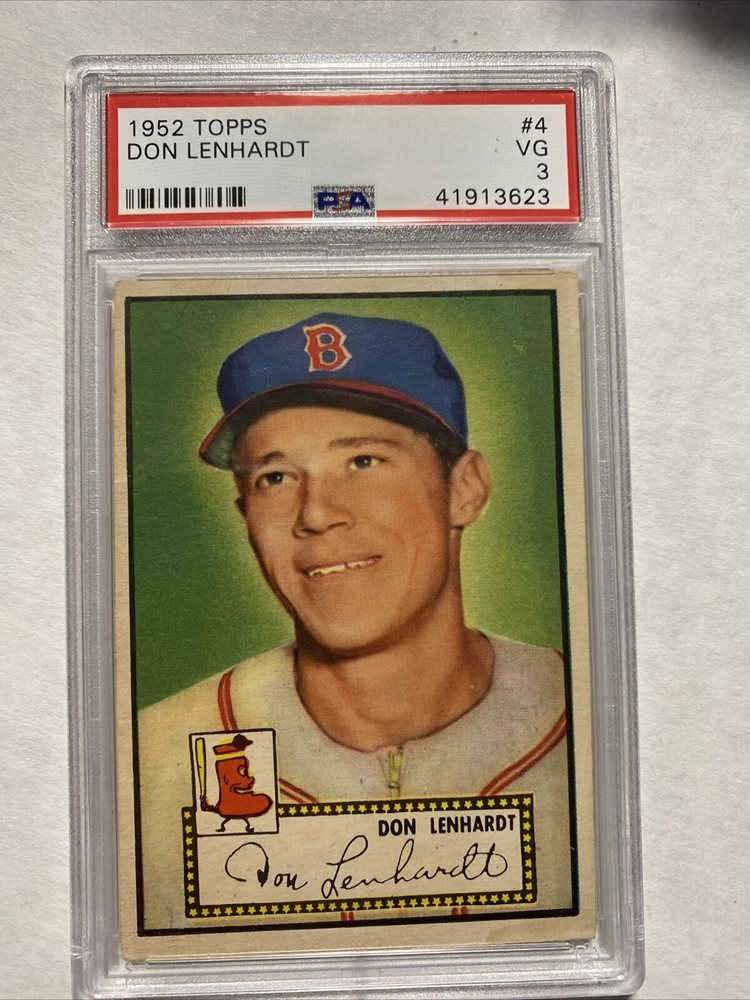 1952 TOPPS #4
DON LENHARDT VG
3
PSA 41913623
B
DON LENHARDT
Don Lenhardt